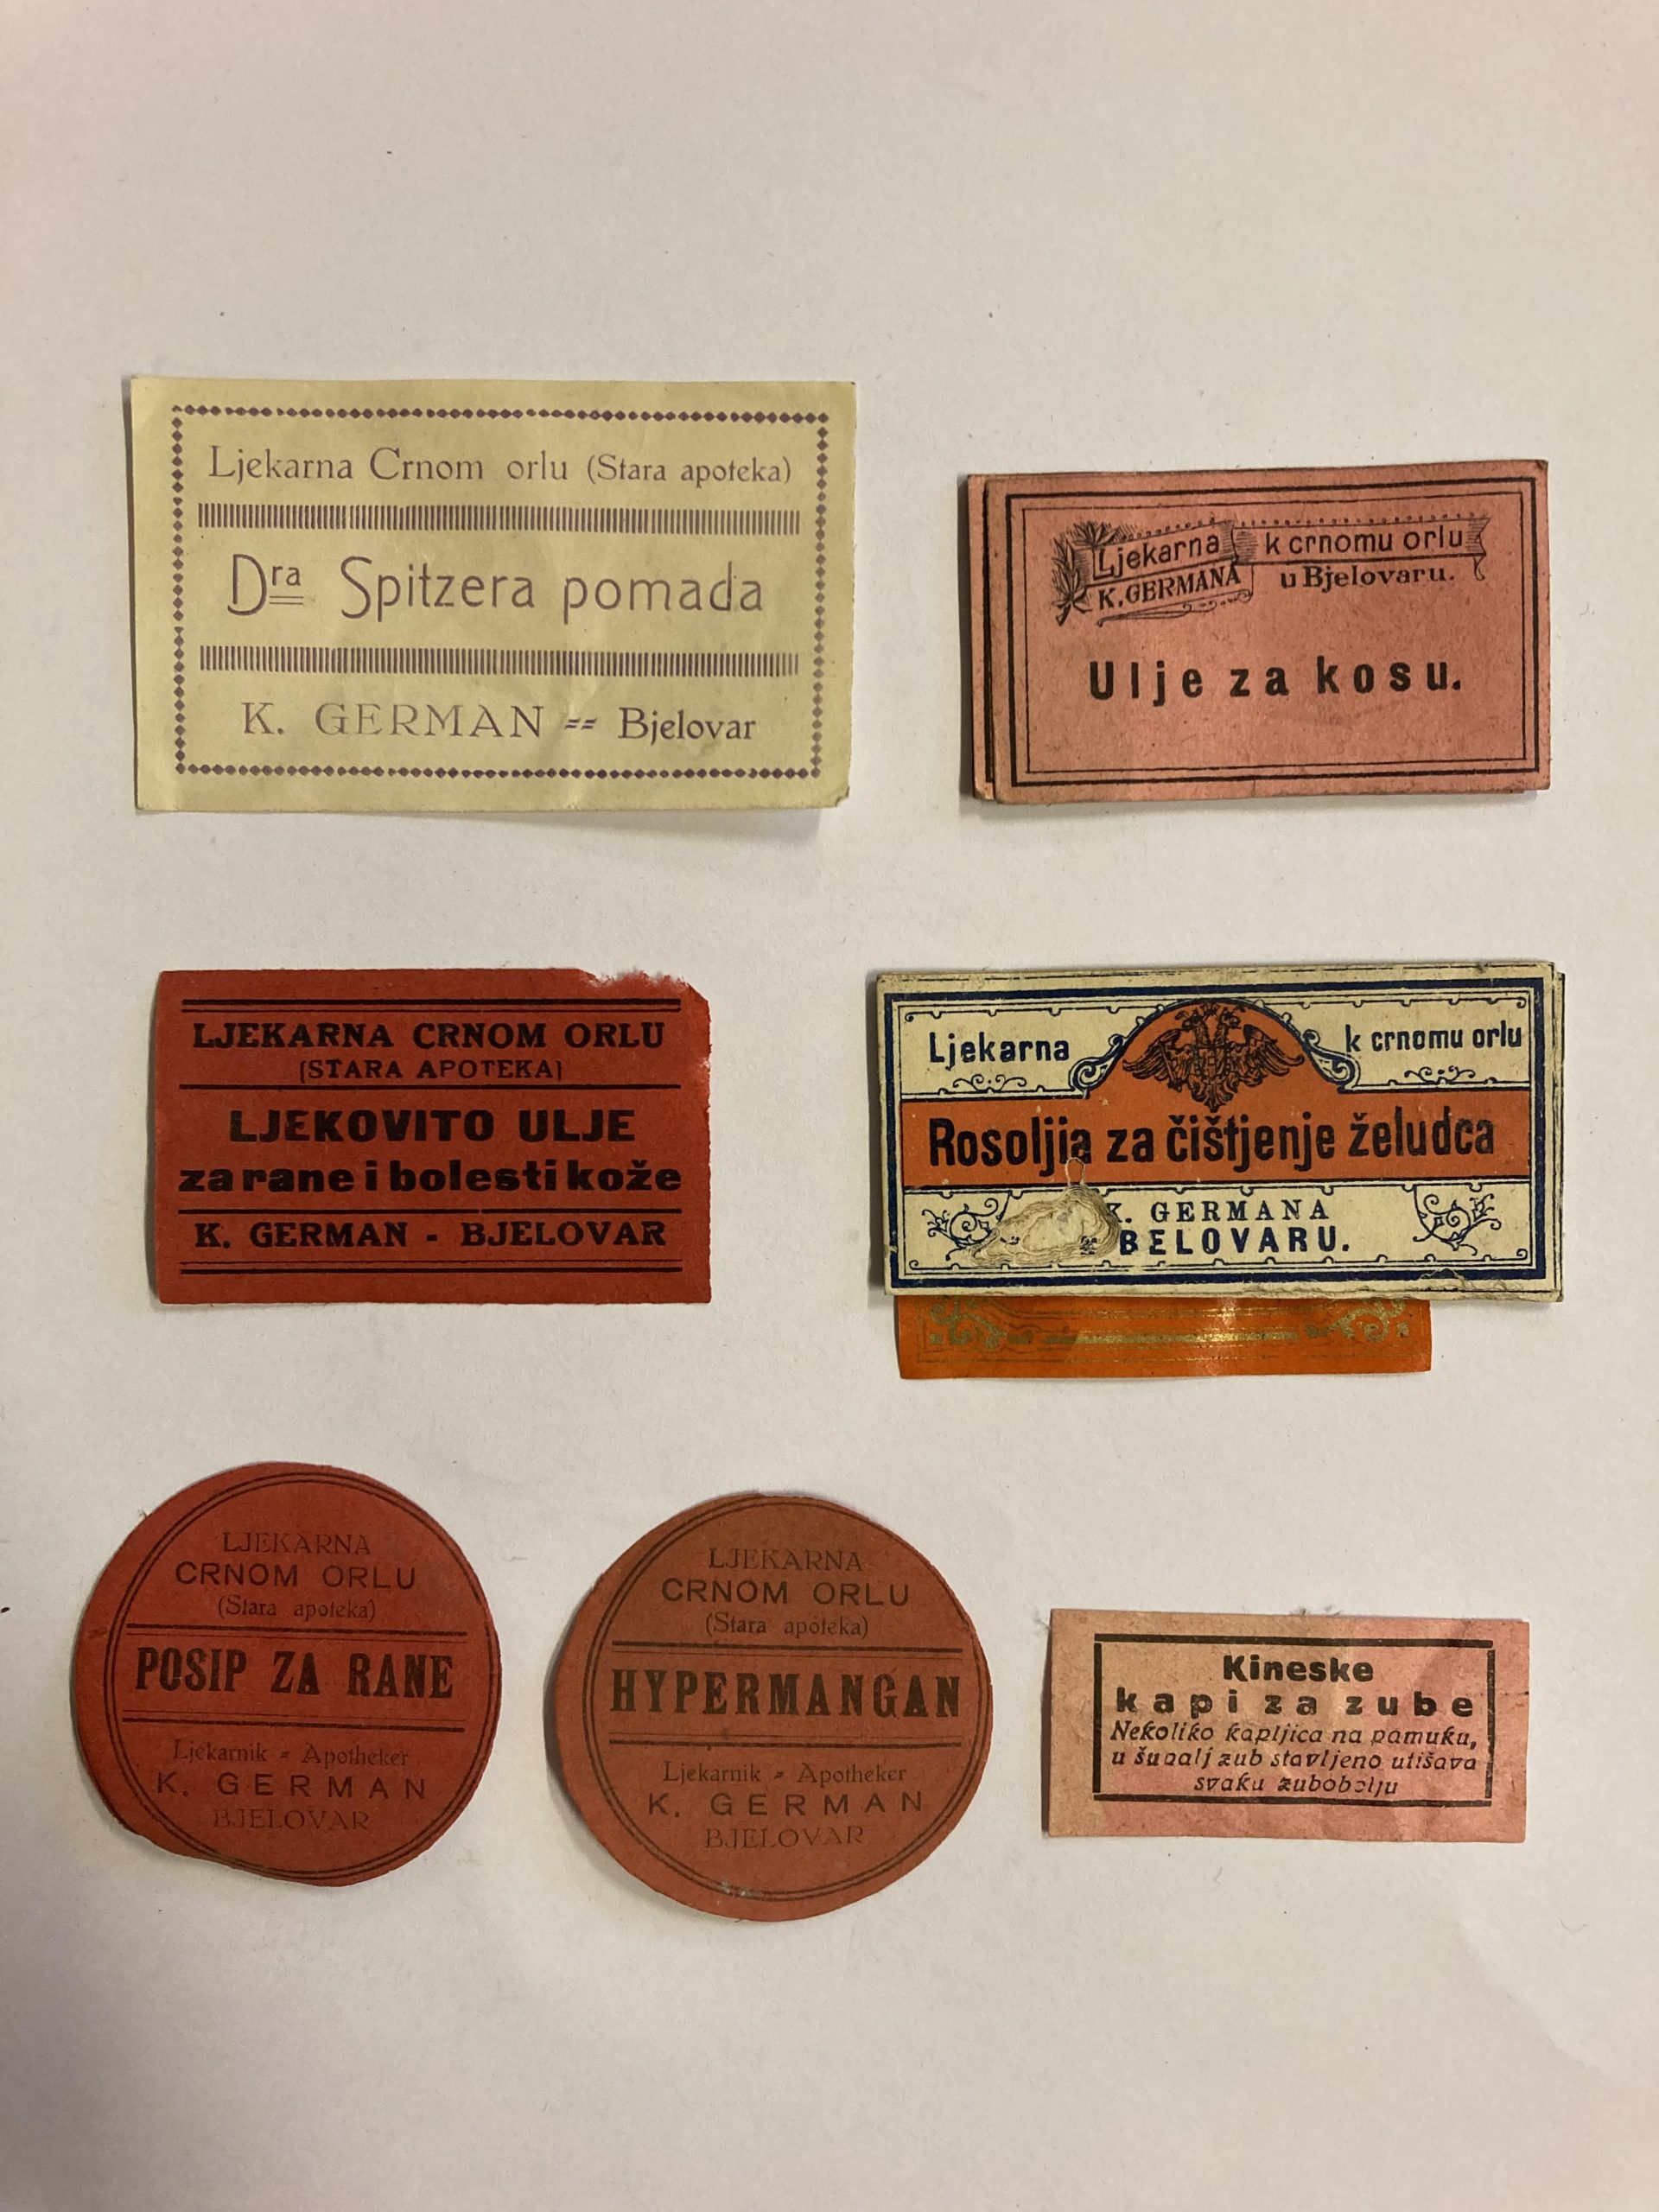 Ljekarna Crnom orlu (Stara apoteka)
Dra Spitzera pomada
K. GERMAN == Bjelovar
Ljekarna k crnomu orlu
K. GERMANA u Bjelovaru.
Ulje za kosu.
LJEKARNA CRNOM ORLU
(STARA APOTEKA)
LJEKOVITO ULJE
za rane i bolesti kože
K. GERMAN - BJELOVAR
Ljekarna k crnomu orlu
Rosoljia za čištjenje želudca
K. GERMANA
BELOVARU.
LJEKARNA
CRNOM ORLU
(Stara apoteka)
POSIP ZA RANE
Ljekarnik = Apotheker
K. GERMAN
BJELOVAR
LJEKARNA
CRNOM ORLU
(Stara apoteka)
HYPERMANGAN
Ljekarnik = Apotheker
K. GERMAN
BJELOVAR
Kineske
kapi za zube
Nekoliko kapljica na pamuku,
u šupalj zub stavljeno utišava
svaku zubobolju